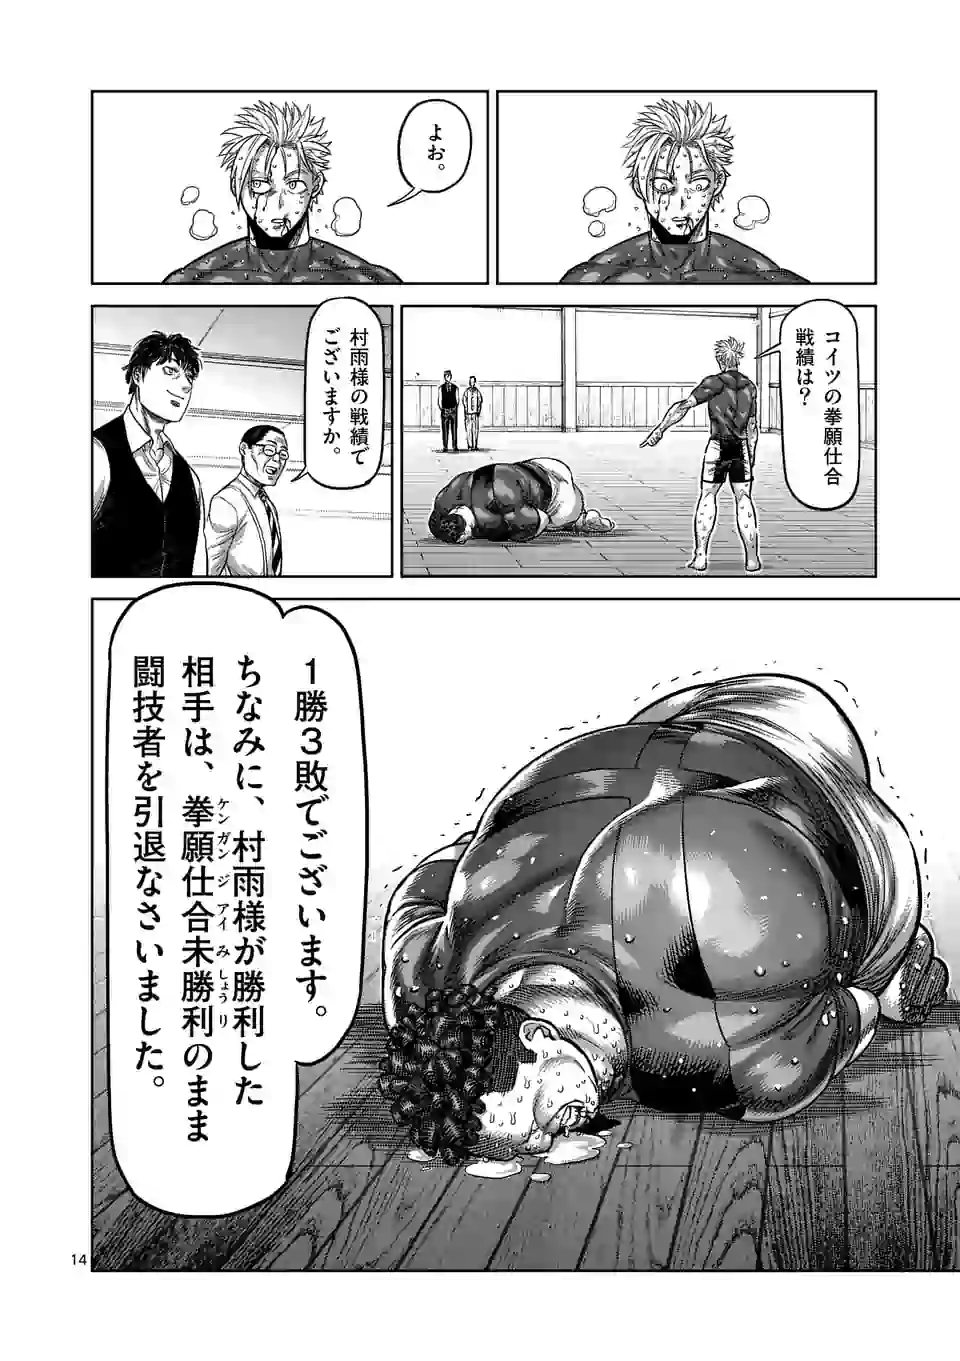 よお。
コイツの拳願仕合
戦績は?
村雨様の戦績で
ございますか。
1勝3敗でございます。
ちなみに、村雨様が勝利した
相手は、拳願仕合未勝利のまま
ケンガンジアイみしょうり
闘技者を引退なさいました。
14